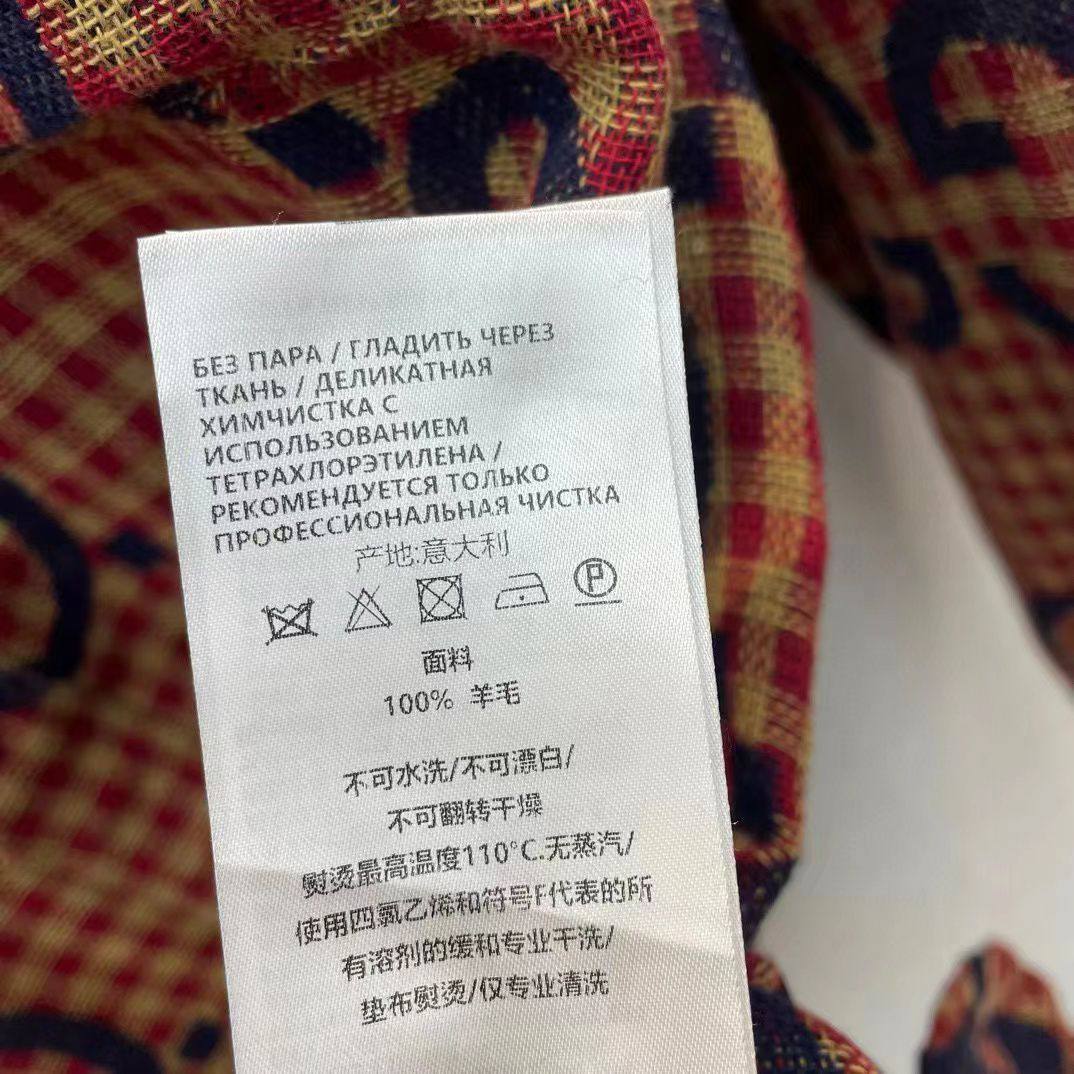 БЕЗ ПАРА / ГЛАДИТЬ ЧЕРЕЗ
ТКАНЬ / ДЕЛИКАТНАЯ
ХИМЧИСТКА С
ИСПОЛЬЗОВАНИЕМ
ТЕТРАХЛОРЭТИЛЕНА /
РЕКОМЕНДУЕТСЯ ТОЛЬКО
ПРОФЕССИОНАЛЬНАЯ ЧИСТКА
产地:意大利
P
面料
100% 羊毛
不可水洗/不可漂白/
不可翻转干燥
熨烫最高温度110°C.无蒸汽/
使用四氯乙烯和符号F代表的所
有溶剂的缓和专业干洗/
垫布熨烫/仅专业清洗